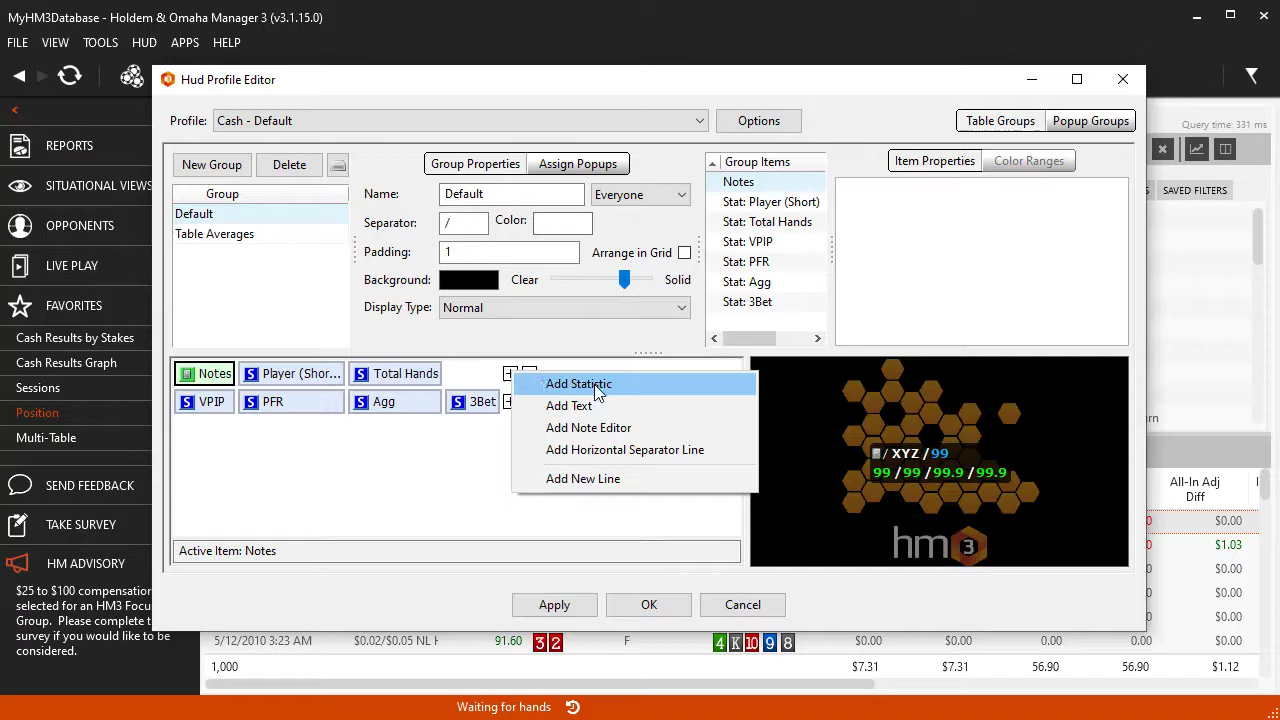 MyHM3Database - Holdem & Omaha Manager 3 (v3.1.15.0)
FILE VIEW TOOLS HUD APPS HELP
Hud Profile Editor
Profile: Cash - Default Options Table Groups Popup Groups
Query time: 331 ms
New Group Delete Group Properties Assign Popups Group Items Item Properties Color Ranges
Group
Default
Table Averages
Name: Default Everyone
Separator: / Color:
Padding: 1 Arrange in Grid
Background: Clear Solid
Display Type: Normal
Notes
Stat: Player (Short)
Stat: Total Hands
Stat: VPIP
Stat: PFR
Stat: Agg
Stat: 3Bet
SAVED FILTERS
REPORTS
SITUATIONAL VIEWS
OPPONENTS
LIVE PLAY
FAVORITES
Cash Results by Stakes
Cash Results Graph
Sessions
Position
Multi-Table
SEND FEEDBACK
TAKE SURVEY
HM ADVISORY
$25 to $100 compensation
selected for an HM3 Focu
Group. Please complete t
survey if you would like to be
considered.
Notes S Player (Shor... S Total Hands
S VPIP S PFR S Agg S 3Bet
Add Statistic
Add Text
Add Note Editor
Add Horizontal Separator Line
Add New Line
Active Item: Notes
/ XYZ /99
99 /99 /99.9 /99.9
hm 3
Apply OK Cancel
All-In Adj
Diff
$0.00
$1.03
$0.00
$0.00
$0.00
5/12/2010 3:23 AM $0.02/$0.05 NL H 91.60 3 2 F 4 K 10 9 8 $0.00 $0.00 0.00 0.00 $0.00
1,000 $7.31 $7.31 56.90 56.90 $1.12
Waiting for hands